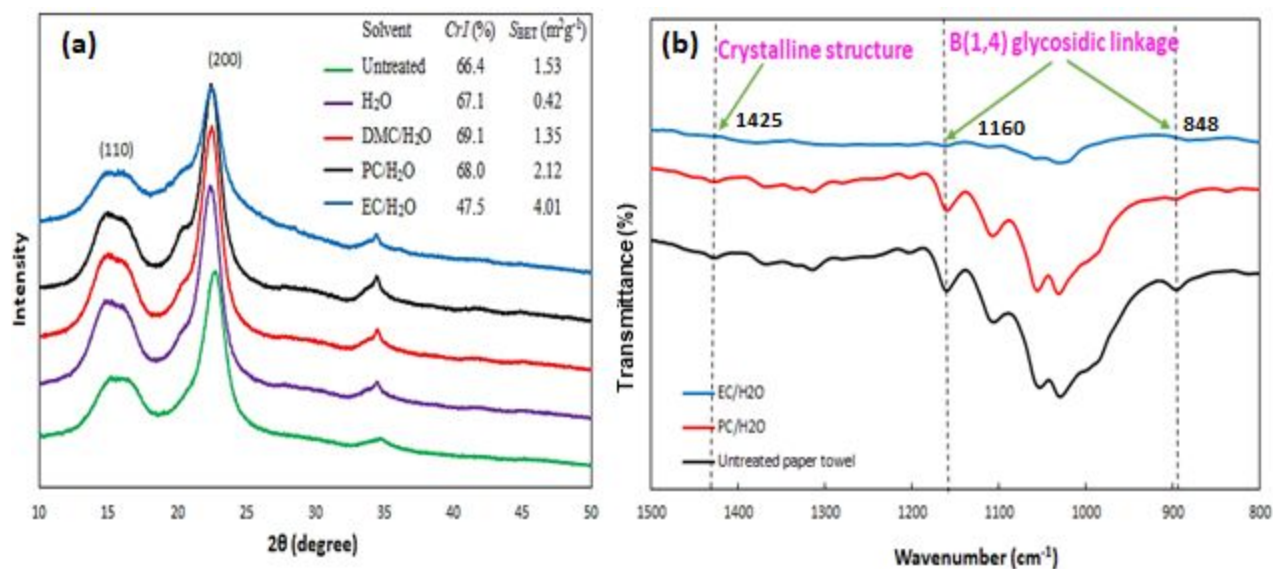 (a)
Solvent CrI (%) SBET (m²g⁻¹)
Untreated 66.4 1.53
H2O 67.1 0.42
DMC/H2O 69.1 1.35
PC/H2O 68.0 2.12
EC/H2O 47.5 4.01
(200)
(110)
Intensity
10 15 20 25 30 35 40 45 50
2θ (degree)
(b)
Crystalline structure
B(1,4) glycosidic linkage
1425
1160
848
Transmittance (%)
EC/H2O
PC/H2O
Untreated paper towel
1500 1400 1300 1200 1100 1000 900 800
Wavenumber (cm⁻¹)